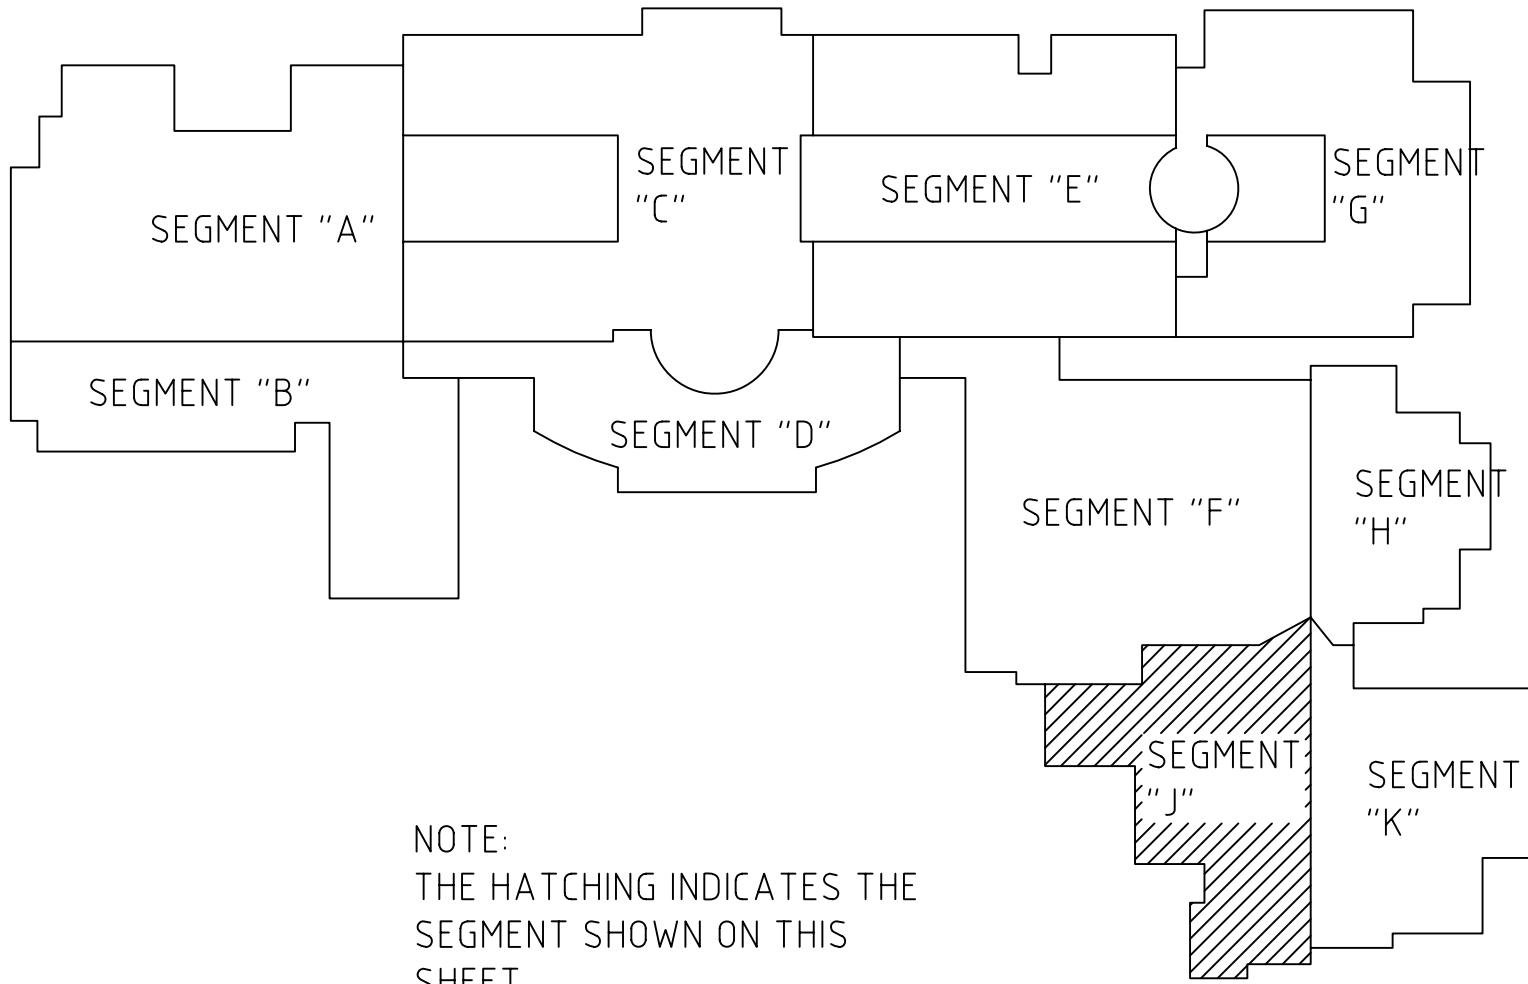 SEGMENT "A"
SEGMENT "B"
SEGMENT
"C"
SEGMENT "D"
SEGMENT "E"
SEGMENT "F"
SEGMENT
"G"
SEGMENT
"H"
SEGMENT
"J"
SEGMENT
"K"
NOTE:
THE HATCHING INDICATES THE
SEGMENT SHOWN ON THIS
SHEET